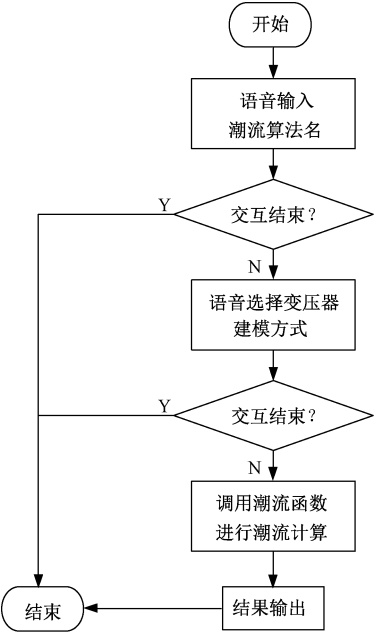 开始
语音输入
潮流算法名
Y
交互结束？
N
语音选择变压器
建模方式
Y
交互结束？
N
调用潮流函数
进行潮流计算
结束
结果输出